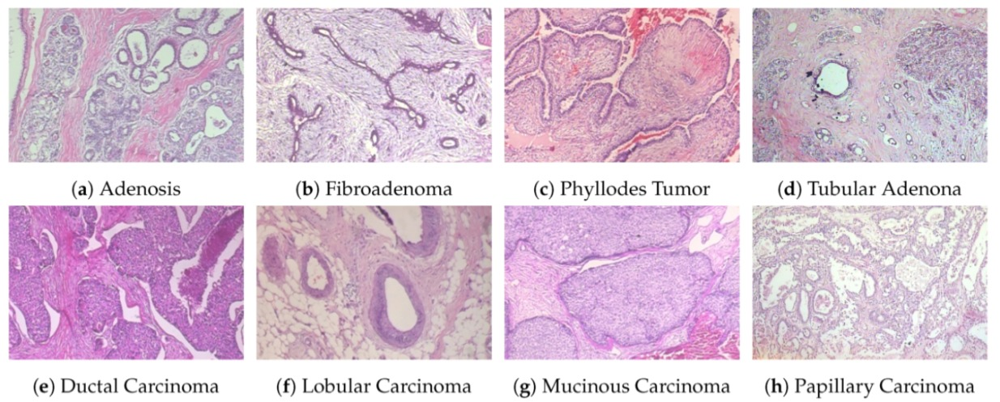 (a) Adenosis
(b) Fibroadenoma
(c) Phyllodes Tumor
(d) Tubular Adenona
(e) Ductal Carcinoma
(f) Lobular Carcinoma
(g) Mucinous Carcinoma
(h) Papillary Carcinoma